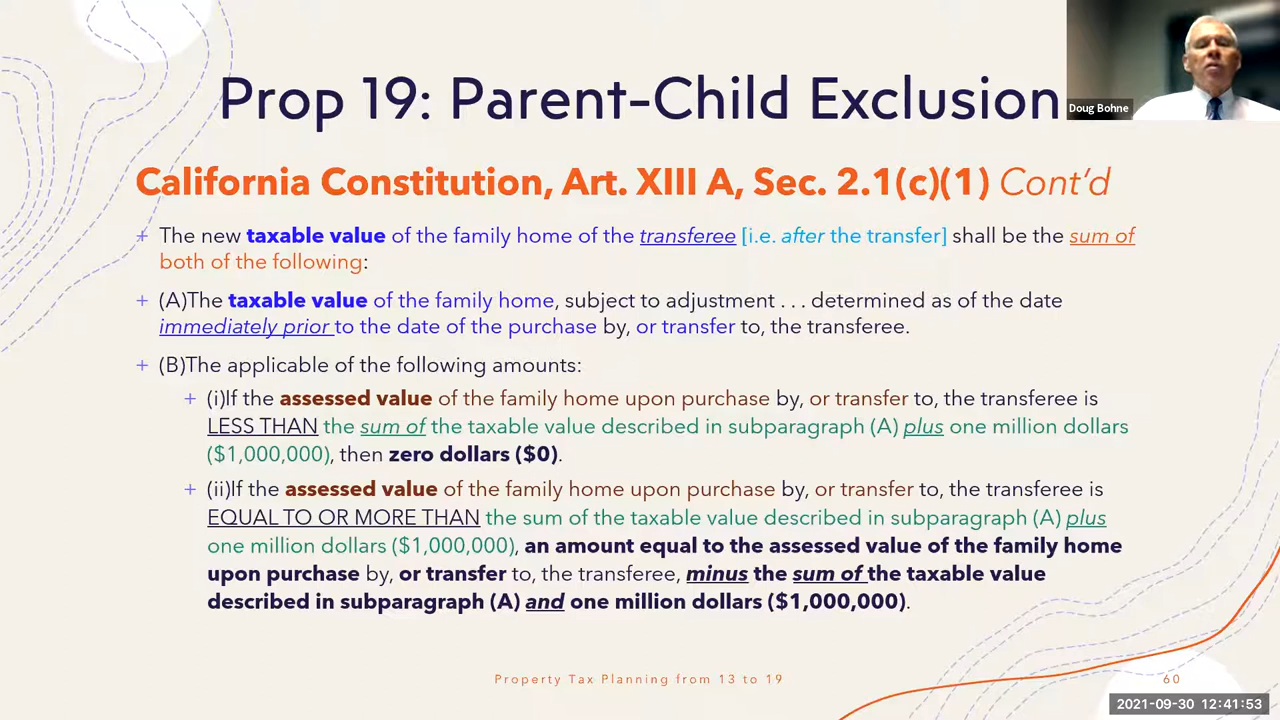 Prop 19: Parent-Child Exclusion
Doug Bohne
California Constitution, Art. XIII A, Sec. 2.1(c)(1) Cont'd
+ The new taxable value of the family home of the transferee [i.e. after the transfer] shall be the sum of
both of the following:
+ (A)The taxable value of the family home, subject to adjustment . . . determined as of the date
immediately prior to the date of the purchase by, or transfer to, the transferee.
+ (B)The applicable of the following amounts:
+ (i)If the assessed value of the family home upon purchase by, or transfer to, the transferee is
LESS THAN the sum of the taxable value described in subparagraph (A) plus one million dollars
($1,000,000), then zero dollars ($0).
+ (ii)If the assessed value of the family home upon purchase by, or transfer to, the transferee is
EQUAL TO OR MORE THAN the sum of the taxable value described in subparagraph (A) plus
one million dollars ($1,000,000), an amount equal to the assessed value of the family home
upon purchase by, or transfer to, the transferee, minus the sum of the taxable value
described in subparagraph (A) and one million dollars ($1,000,000).
Property Tax Planning from 13 to 19
60
2021-09-30 12:41:53